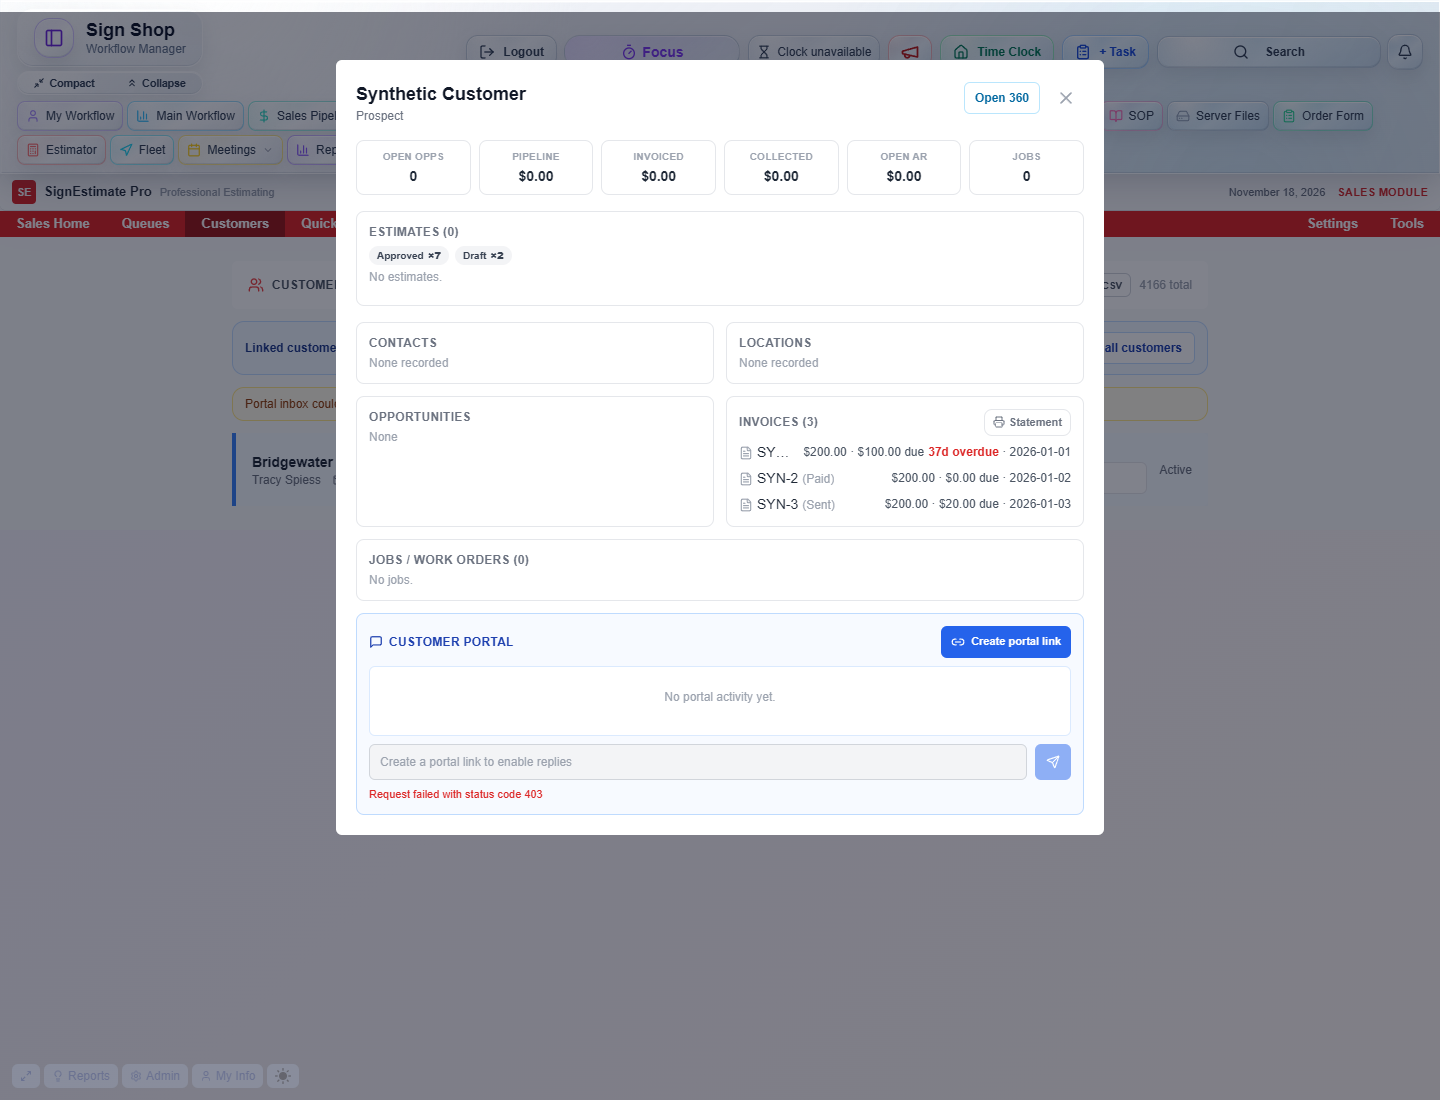 Sign Shop
Workflow Manager
Compact
Collapse
Logout
Focus
Clock unavailable
Time Clock
+ Task
Search
My Workflow
Main Workflow
Sales Pipel
SOP
Server Files
Order Form
Estimator
Fleet
Meetings
Rep
SE
SignEstimate Pro
Professional Estimating
November 18, 2026
SALES MODULE
Sales Home
Queues
Customers
Quick
Settings
Tools
CUSTOME
CSV
4166 total
Linked custome
all customers
Portal inbox coul
Bridgewater
Tracy Spiess
Active
Synthetic Customer
Prospect
Open 360
OPEN OPPS
0
PIPELINE
$0.00
INVOICED
$0.00
COLLECTED
$0.00
OPEN AR
$0.00
JOBS
0
ESTIMATES (0)
Approved ×7
Draft ×2
No estimates.
CONTACTS
None recorded
LOCATIONS
None recorded
OPPORTUNITIES
None
INVOICES (3)
Statement
SY... $200.00 · $100.00 due 37d overdue · 2026-01-01
SYN-2 (Paid) $200.00 · $0.00 due · 2026-01-02
SYN-3 (Sent) $200.00 · $20.00 due · 2026-01-03
JOBS / WORK ORDERS (0)
No jobs.
CUSTOMER PORTAL
Create portal link
No portal activity yet.
Create a portal link to enable replies
Request failed with status code 403
Reports
Admin
My Info